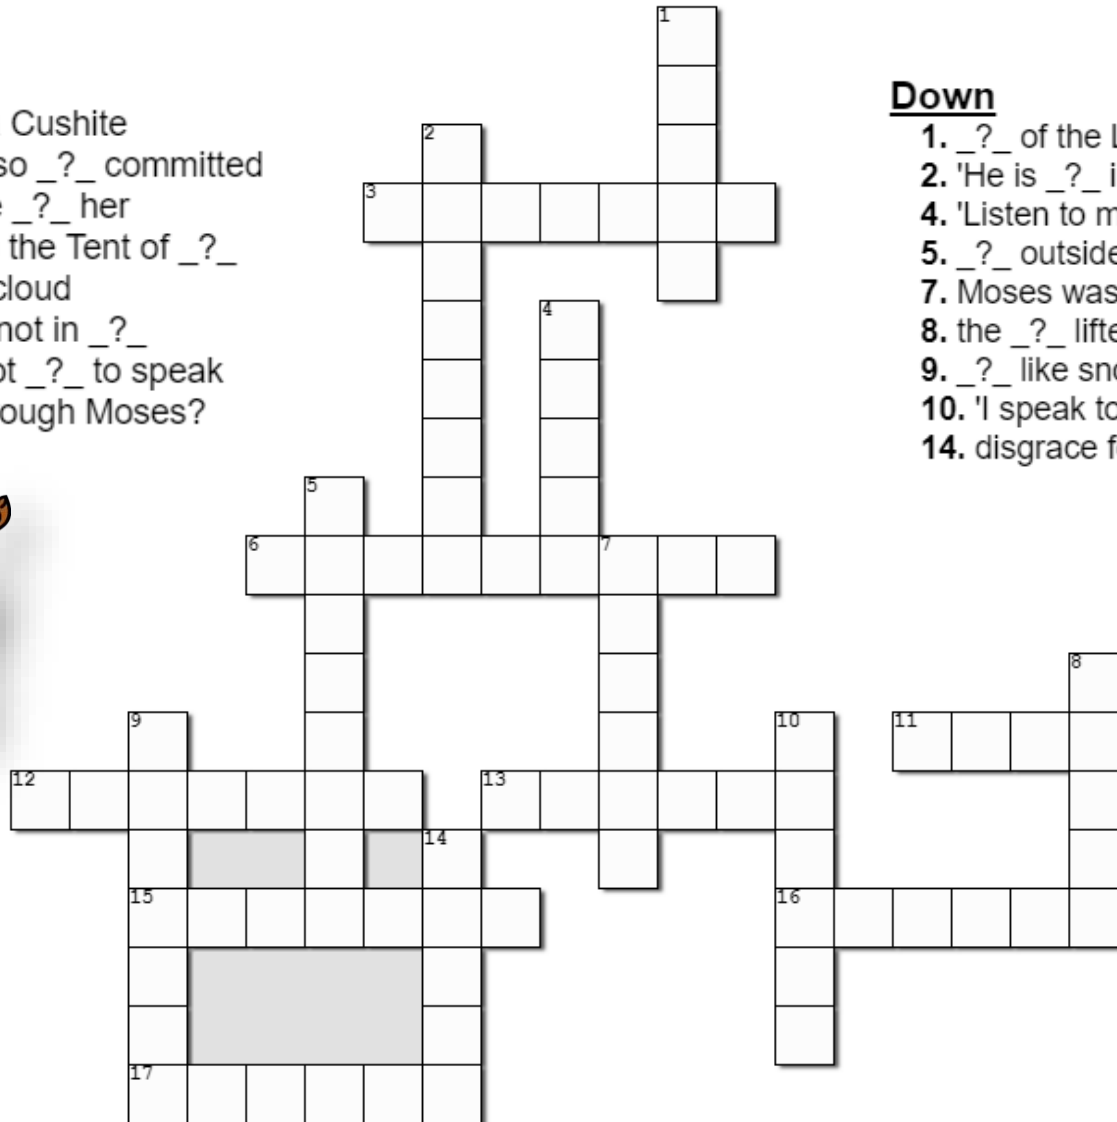 Cushite
so _?_ committed
_?_ her
the Tent of _?_
cloud
not in _?_
_?_ to speak
ough Moses?
Down
1. _?_ of the L
2. 'He is _?_ i
4. 'Listen to m
5. _?_ outside
7. Moses was
8. the _?_ lifte
9. _?_ like sno
10. 'I speak to
14. disgrace f
1
2
3
4
5
6
7
8
9
10
11
12
13
14
15
16
17